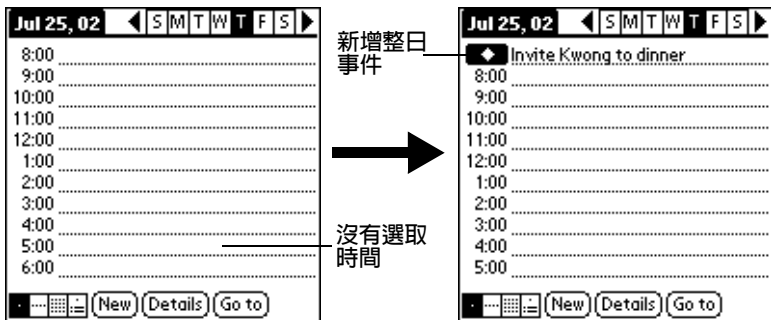 Jul 25, 02 S M T W T F S
8:00
9:00
10:00
11:00
12:00
1:00
2:00
3:00
4:00
5:00
6:00
New Details Go to
新增整日
事件
沒有選取
時間
Jul 25, 02 S M T W T F S
Invite Kwong to dinner
8:00
9:00
10:00
11:00
12:00
1:00
2:00
3:00
4:00
5:00
New Details Go to